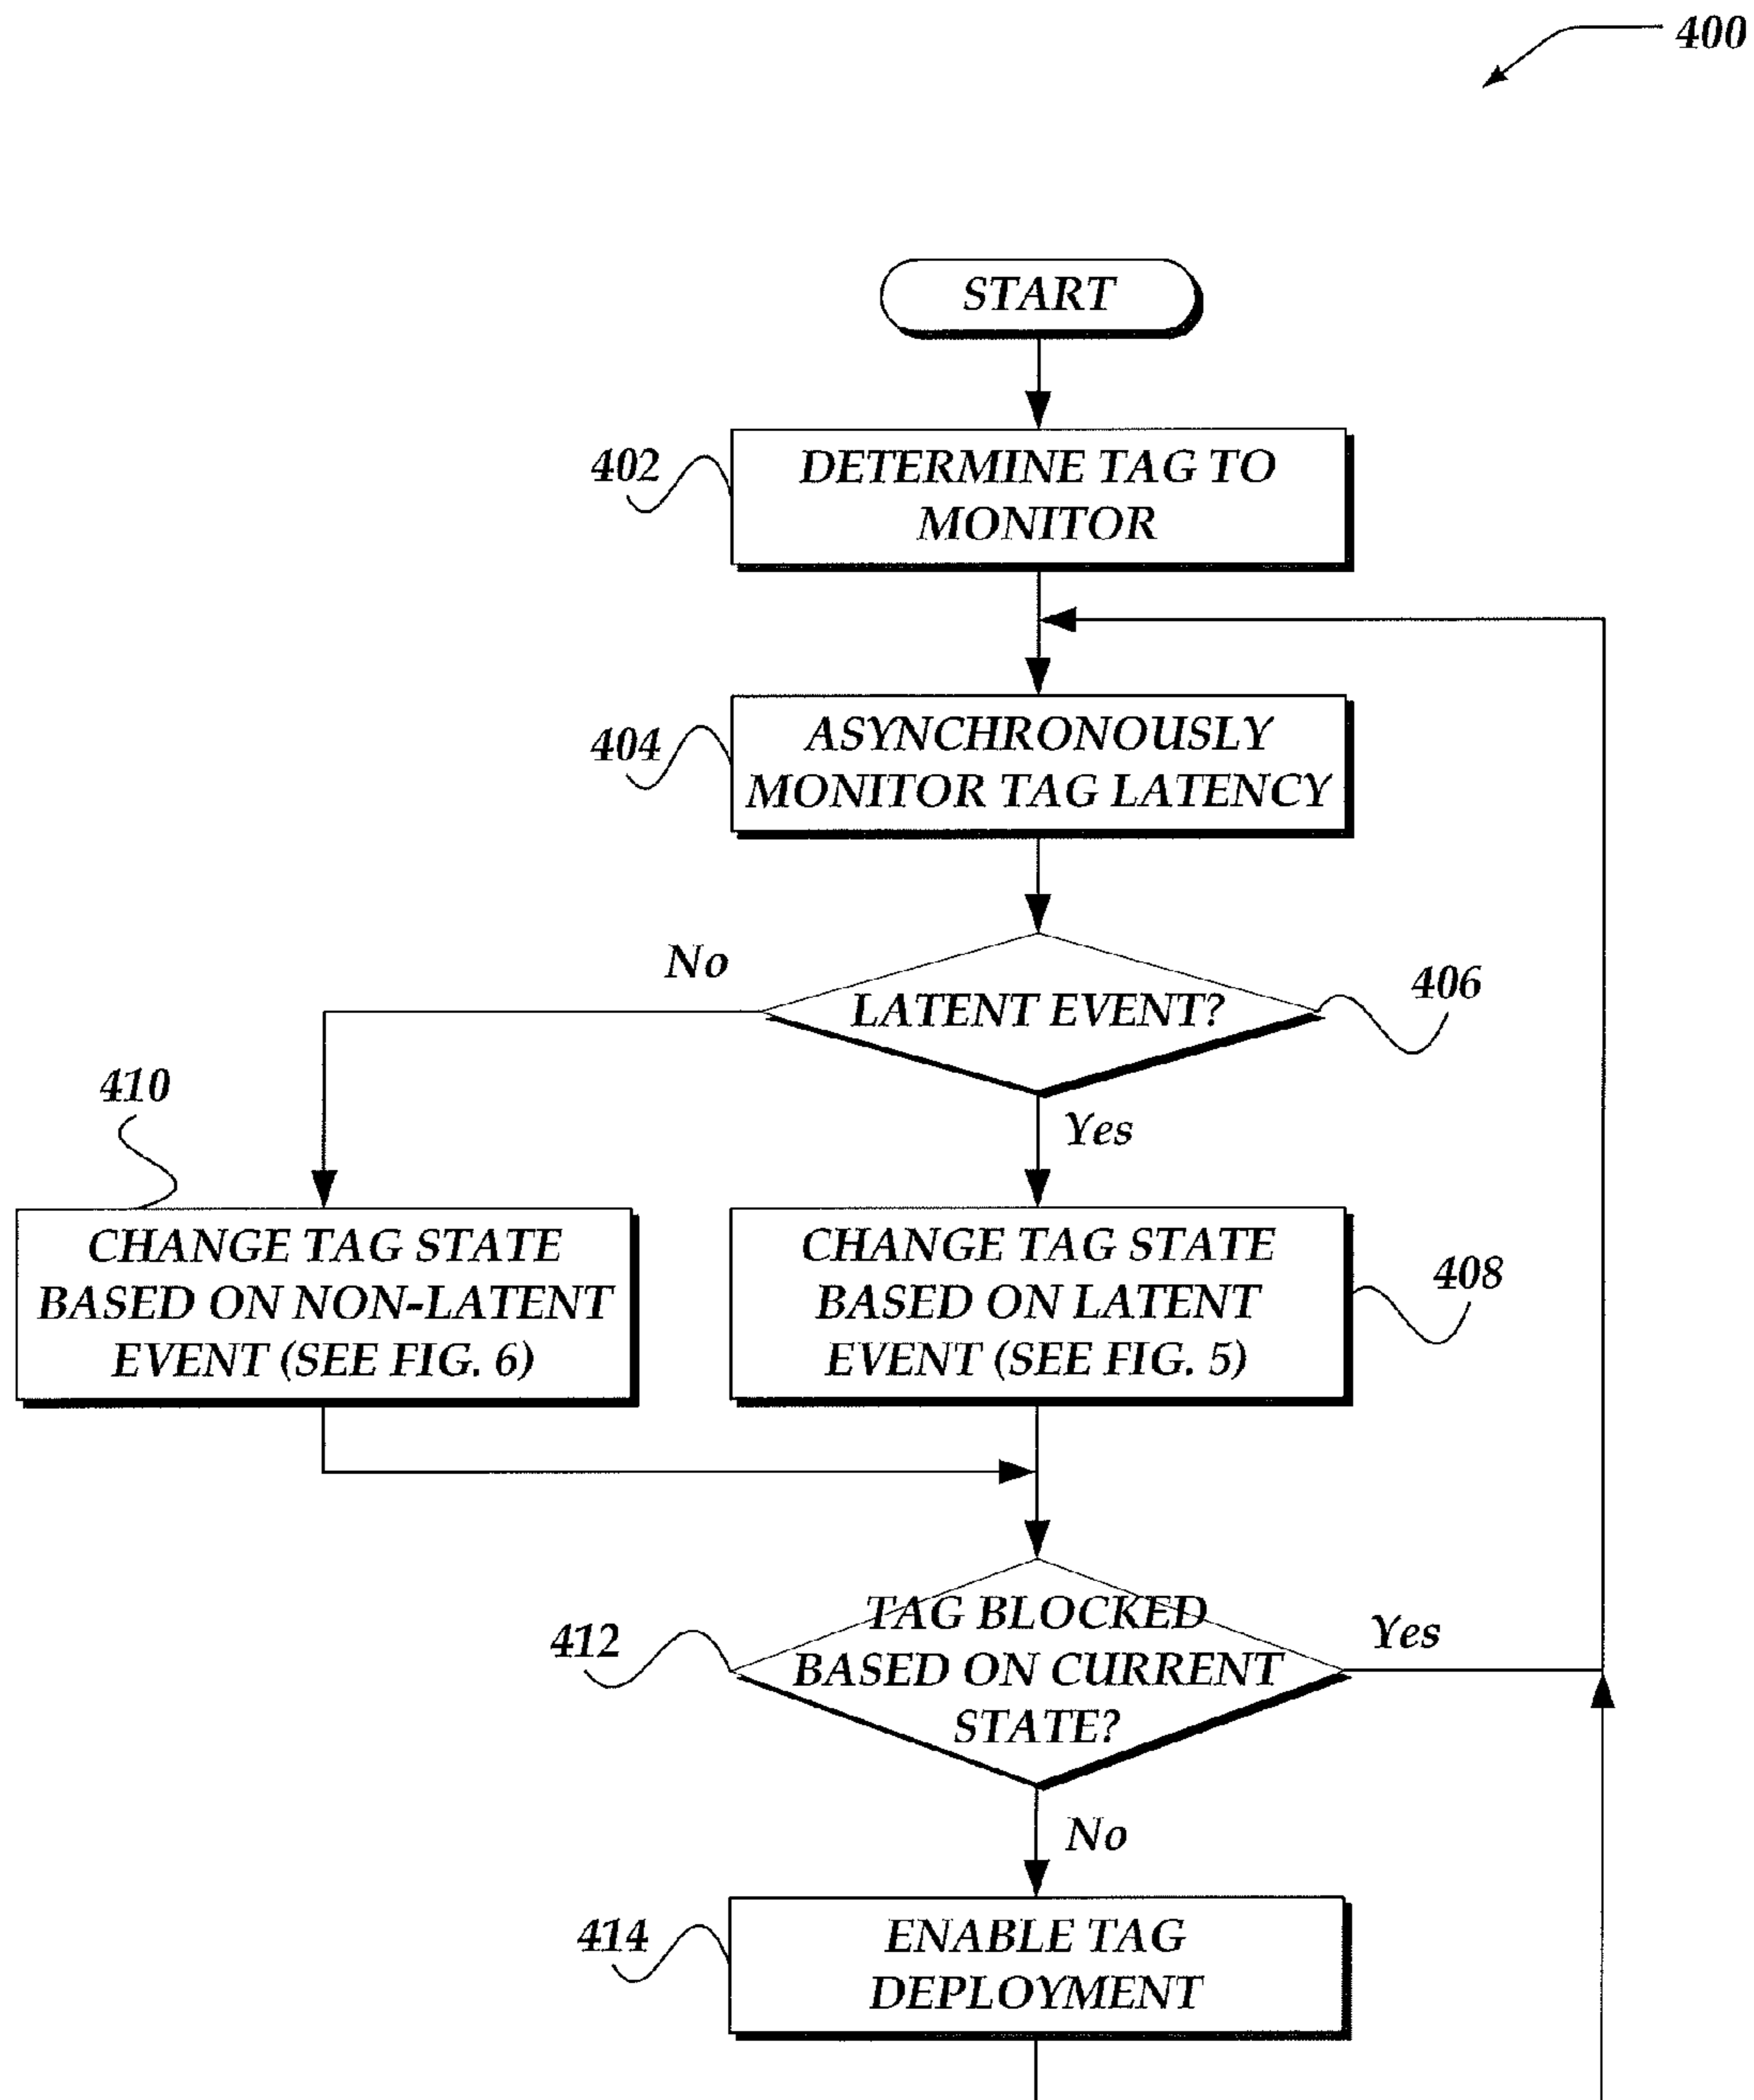 400
START
402
DETERMINE TAG TO
MONITOR
404
ASYNCHRONOUSLY
MONITOR TAG LATENCY
No
LATENT EVENT?
406
Yes
410
CHANGE TAG STATE
BASED ON NON-LATENT
EVENT (SEE FIG. 6)
CHANGE TAG STATE
BASED ON LATENT
EVENT (SEE FIG. 5)
408
412
TAG BLOCKED
BASED ON CURRENT
STATE?
Yes
No
414
ENABLE TAG
DEPLOYMENT